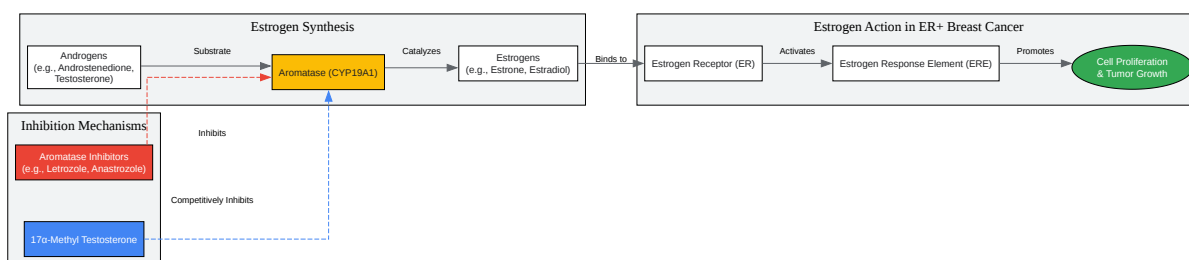 Estrogen Synthesis
Androgens
(e.g., Androstenedione,
Testosterone)
Substrate
Aromatase (CYP19A1)
Catalyzes
Estrogens
(e.g., Estrone, Estradiol)
Binds to
Estrogen Action in ER+ Breast Cancer
Estrogen Receptor (ER)
Activates
Estrogen Response Element (ERE)
Promotes
Cell Proliferation
& Tumor Growth
Inhibition Mechanisms
Inhibits
Aromatase Inhibitors
(e.g., Letrozole, Anastrozole)
Competitively Inhibits
17α-Methyl Testosterone